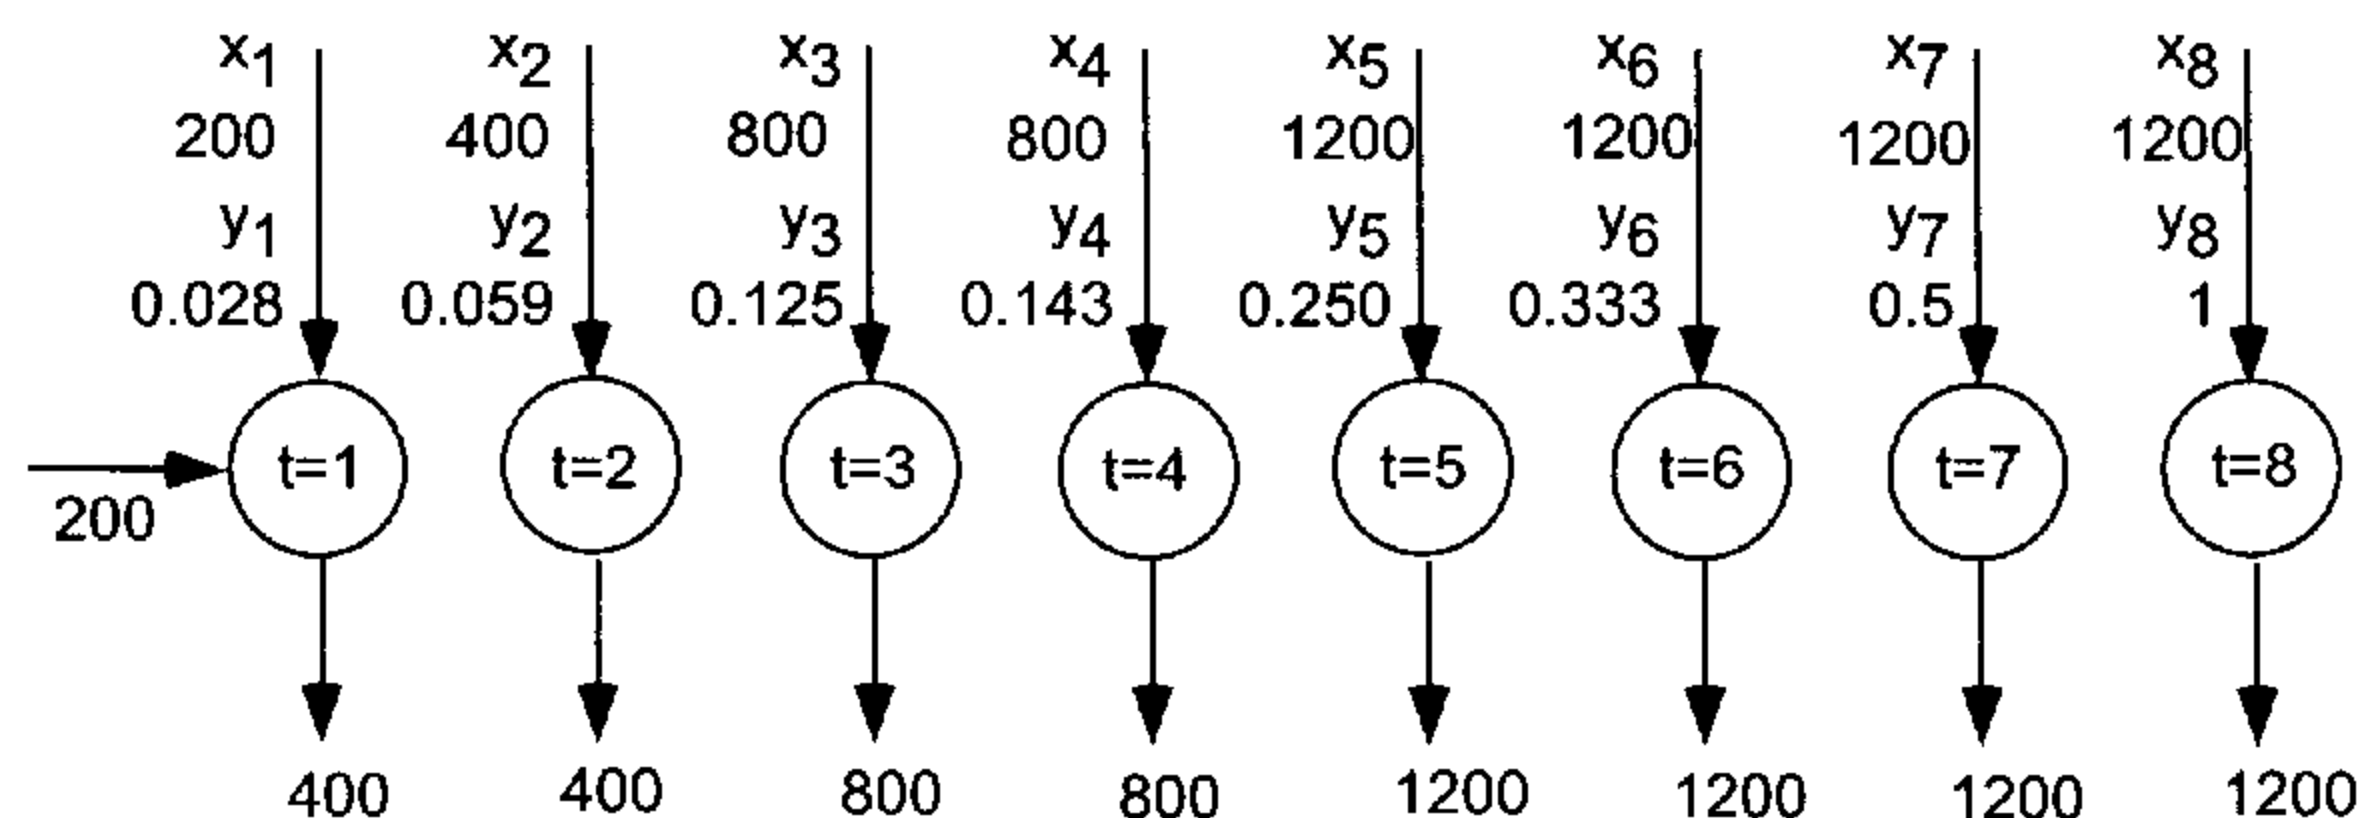 x1 x2 x3 x4 x5 x6 x7 x8
200 400 800 800 1200 1200 1200 1200
y1 y2 y3 y4 y5 y6 y7 y8
0.028 0.059 0.125 0.143 0.250 0.333 0.5 1
t=1 t=2 t=3 t=4 t=5 t=6 t=7 t=8
200
400 400 800 800 1200 1200 1200 1200